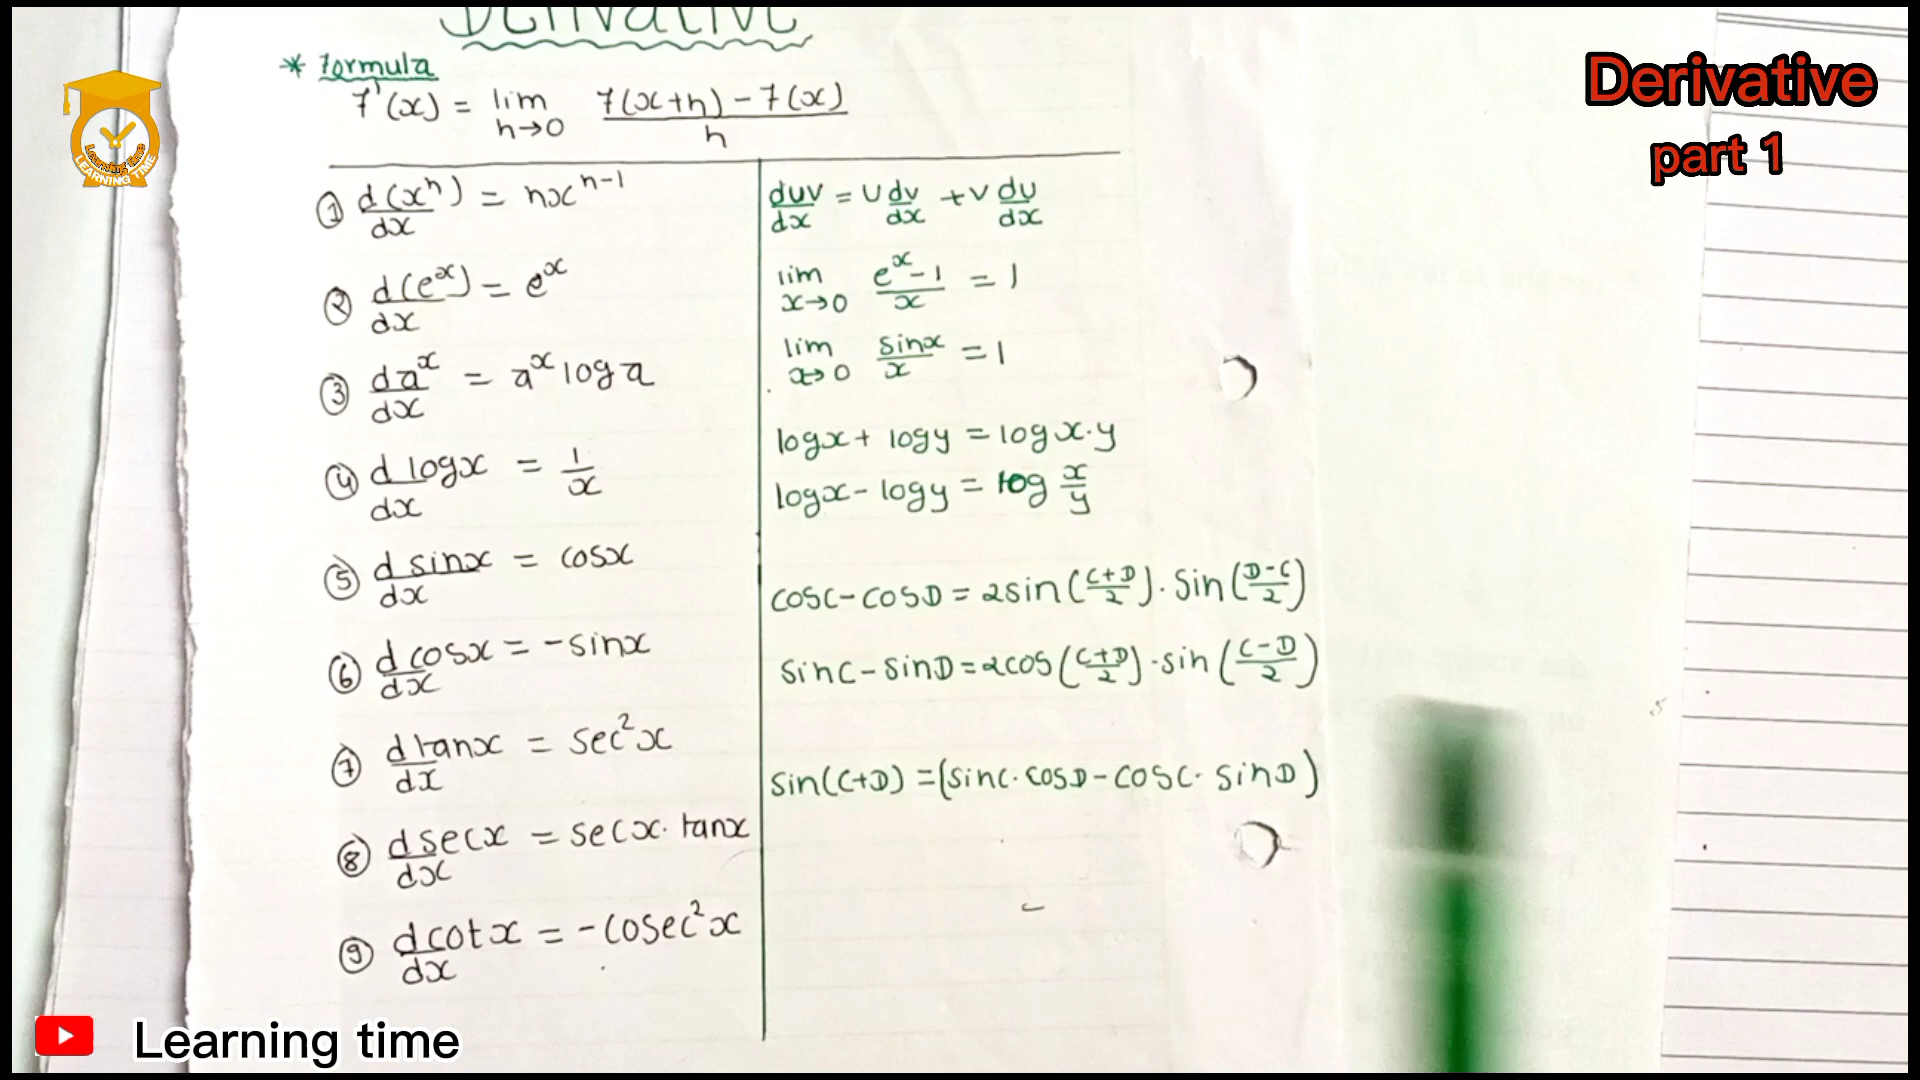 Derivative
* Formula
f'(x) = lim h→0 f(x+h) - f(x) / h
① d(xⁿ)/dx = nxⁿ⁻¹
② d(eˣ)/dx = eˣ
③ daˣ/dx = aˣ log a
④ d logx/dx = 1/x
⑤ d sinx/dx = cosx
⑥ d cosx/dx = -sinx
⑦ d tanx/dx = sec²x
⑧ d secx/dx = secx. tanx
⑨ d cotx/dx = -cosec²x
duv/dx = u dv/dx + v du/dx
lim x→0 eˣ-1/x = 1
lim x→0 sinx/x = 1
logx + logy = log x.y
logx - logy = log x/y
cosC - cosD = 2sin(C+D/2) . sin(D-C/2)
sinC - sinD = 2cos(C+D/2) . sin(C-D/2)
sin(C+D) = (sinC. cosD - cosC. sinD)
Derivative
part 1
Learning time
LEARNING TIME
Learning time